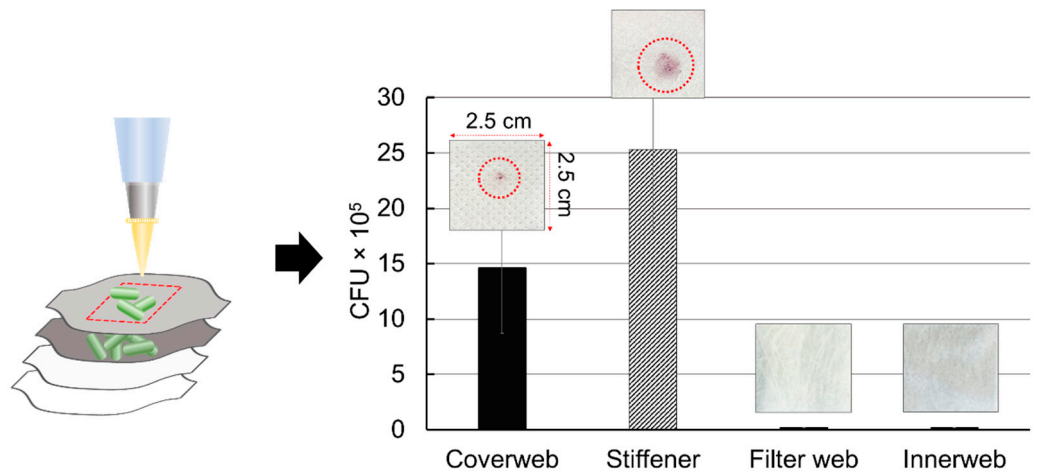 30
25
20
15
10
5
0
CFU × 10⁵
2.5 cm
2.5 cm
Coverweb
Stiffener
Filter web
Innerweb